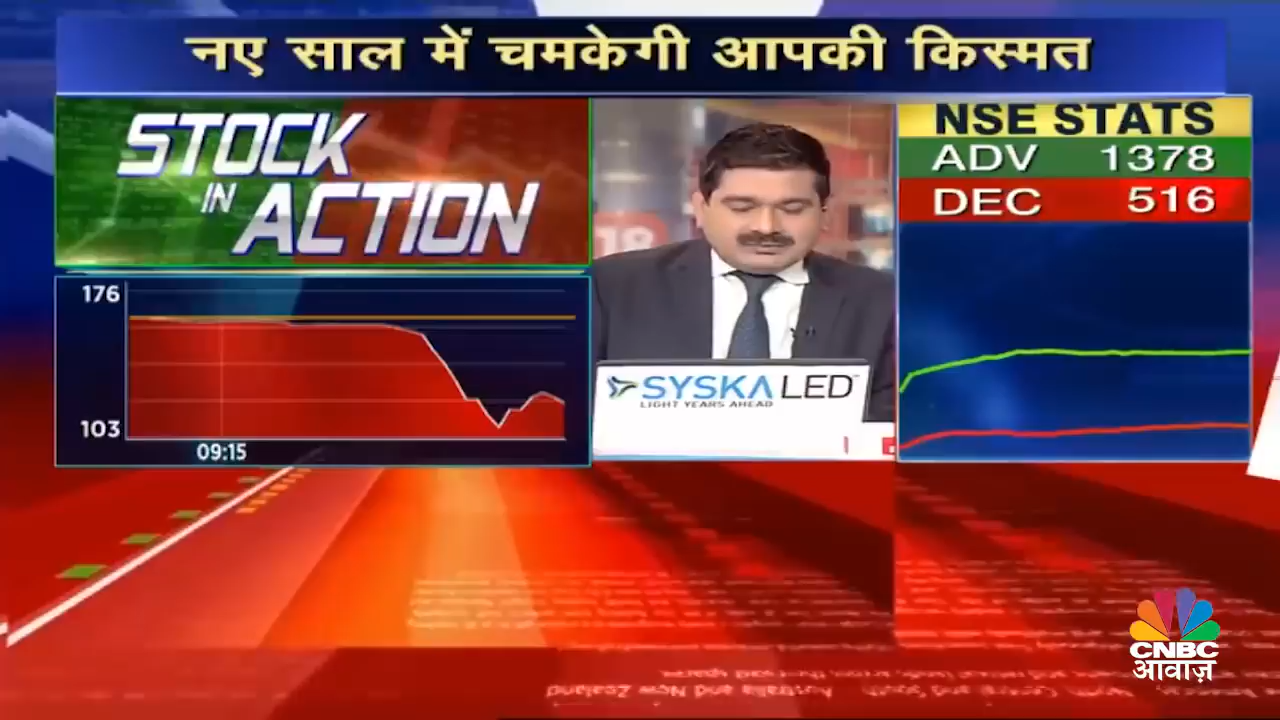 नए साल में चमकेगी आपकी किस्मत
STOCK
IN ACTION
176
103
09:15
18
SYSKA LED
LIGHT YEARS AHEAD
NSE STATS
ADV 1378
DEC 516
CNBC
आवाज़